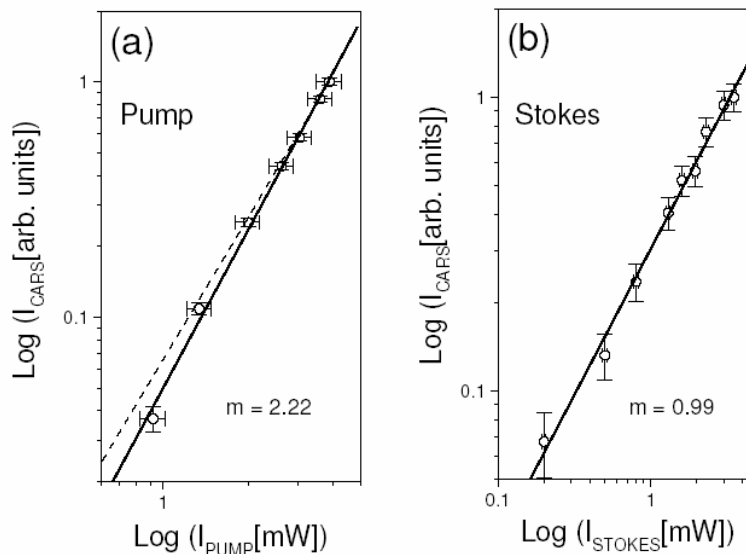 (a)
Pump
1
0.1
m = 2.22
1
Log (I_CARS[arb. units])
Log (I_PUMP[mW])
(b)
Stokes
1
0.1
m = 0.99
0.1
1
Log (I_CARS[arb. units])
Log (I_STOKES[mW])